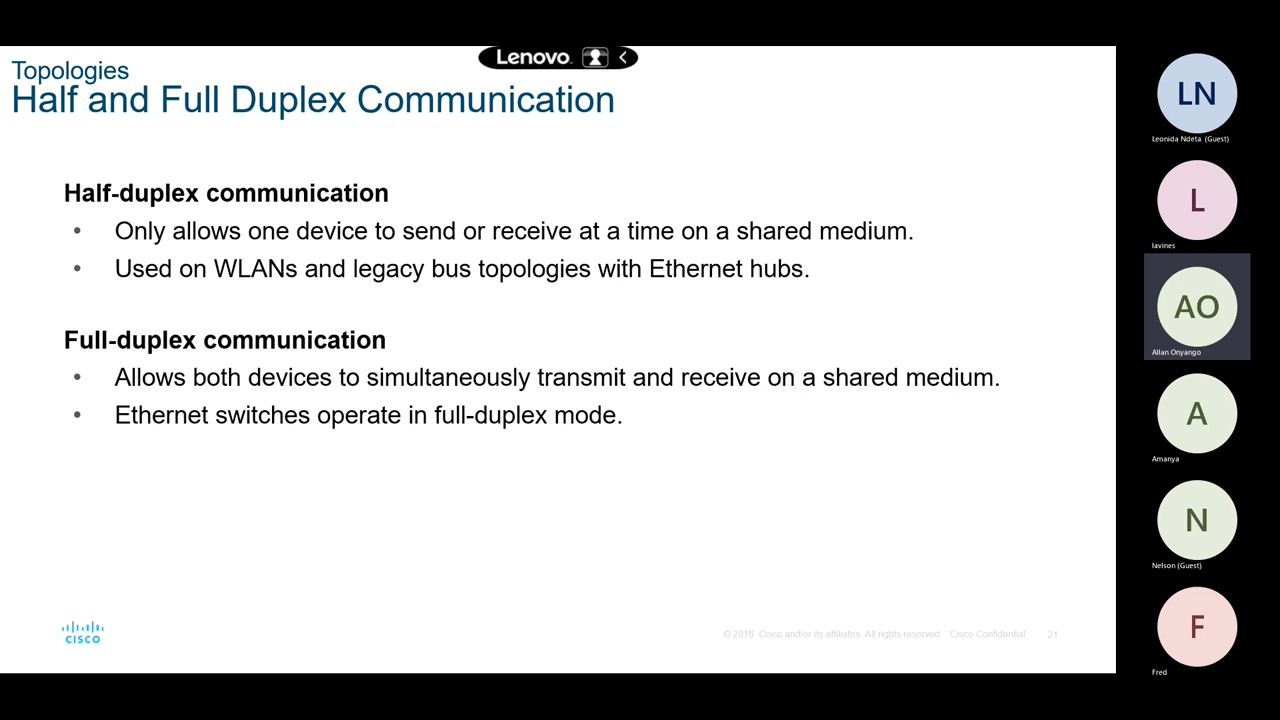 Lenovo
Topologies
Half and Full Duplex Communication
Half-duplex communication
• Only allows one device to send or receive at a time on a shared medium.
• Used on WLANs and legacy bus topologies with Ethernet hubs.
Full-duplex communication
• Allows both devices to simultaneously transmit and receive on a shared medium.
• Ethernet switches operate in full-duplex mode.
CISCO
© 2016 Cisco and/or its affiliates. All rights reserved Cisco Confidential 21
LN
Leonida Ndeta (Guest)
L
lavines
AO
Allan Onyango
A
Amanya
N
Nelson (Guest)
F
Fred